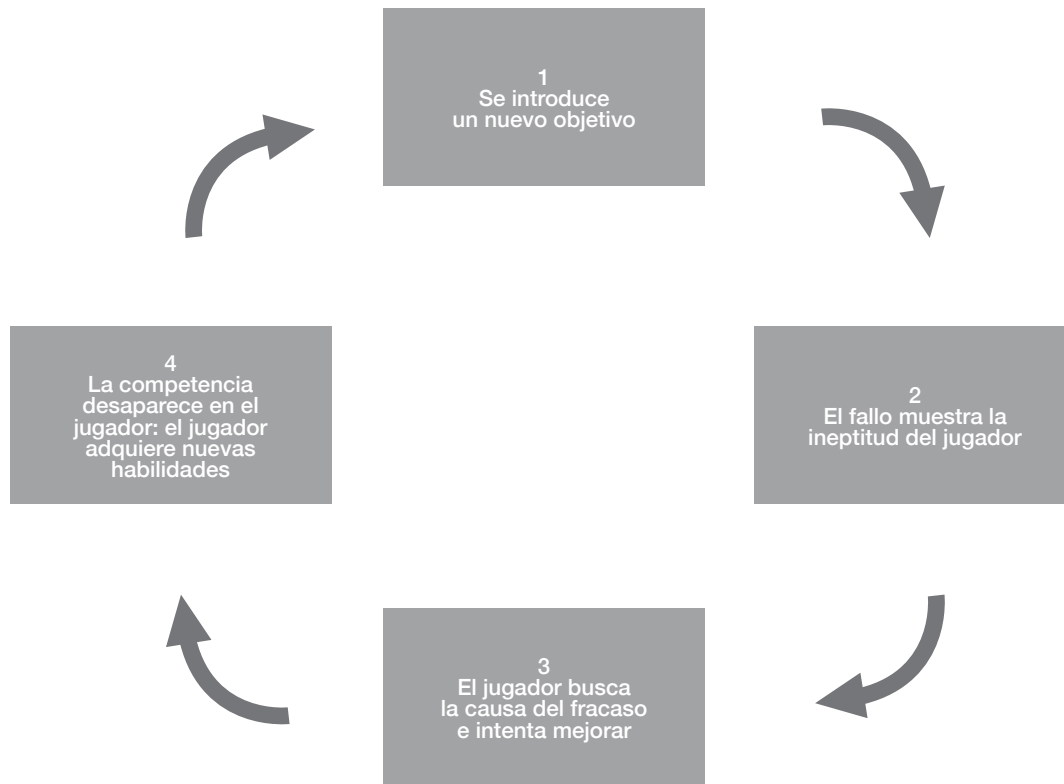 1
Se introduce
un nuevo objetivo
2
El fallo muestra la
ineptitud del jugador
3
El jugador busca
la causa del fracaso
e intenta mejorar
4
La competencia
desaparece en el
jugador: el jugador
adquiere nuevas
habilidades